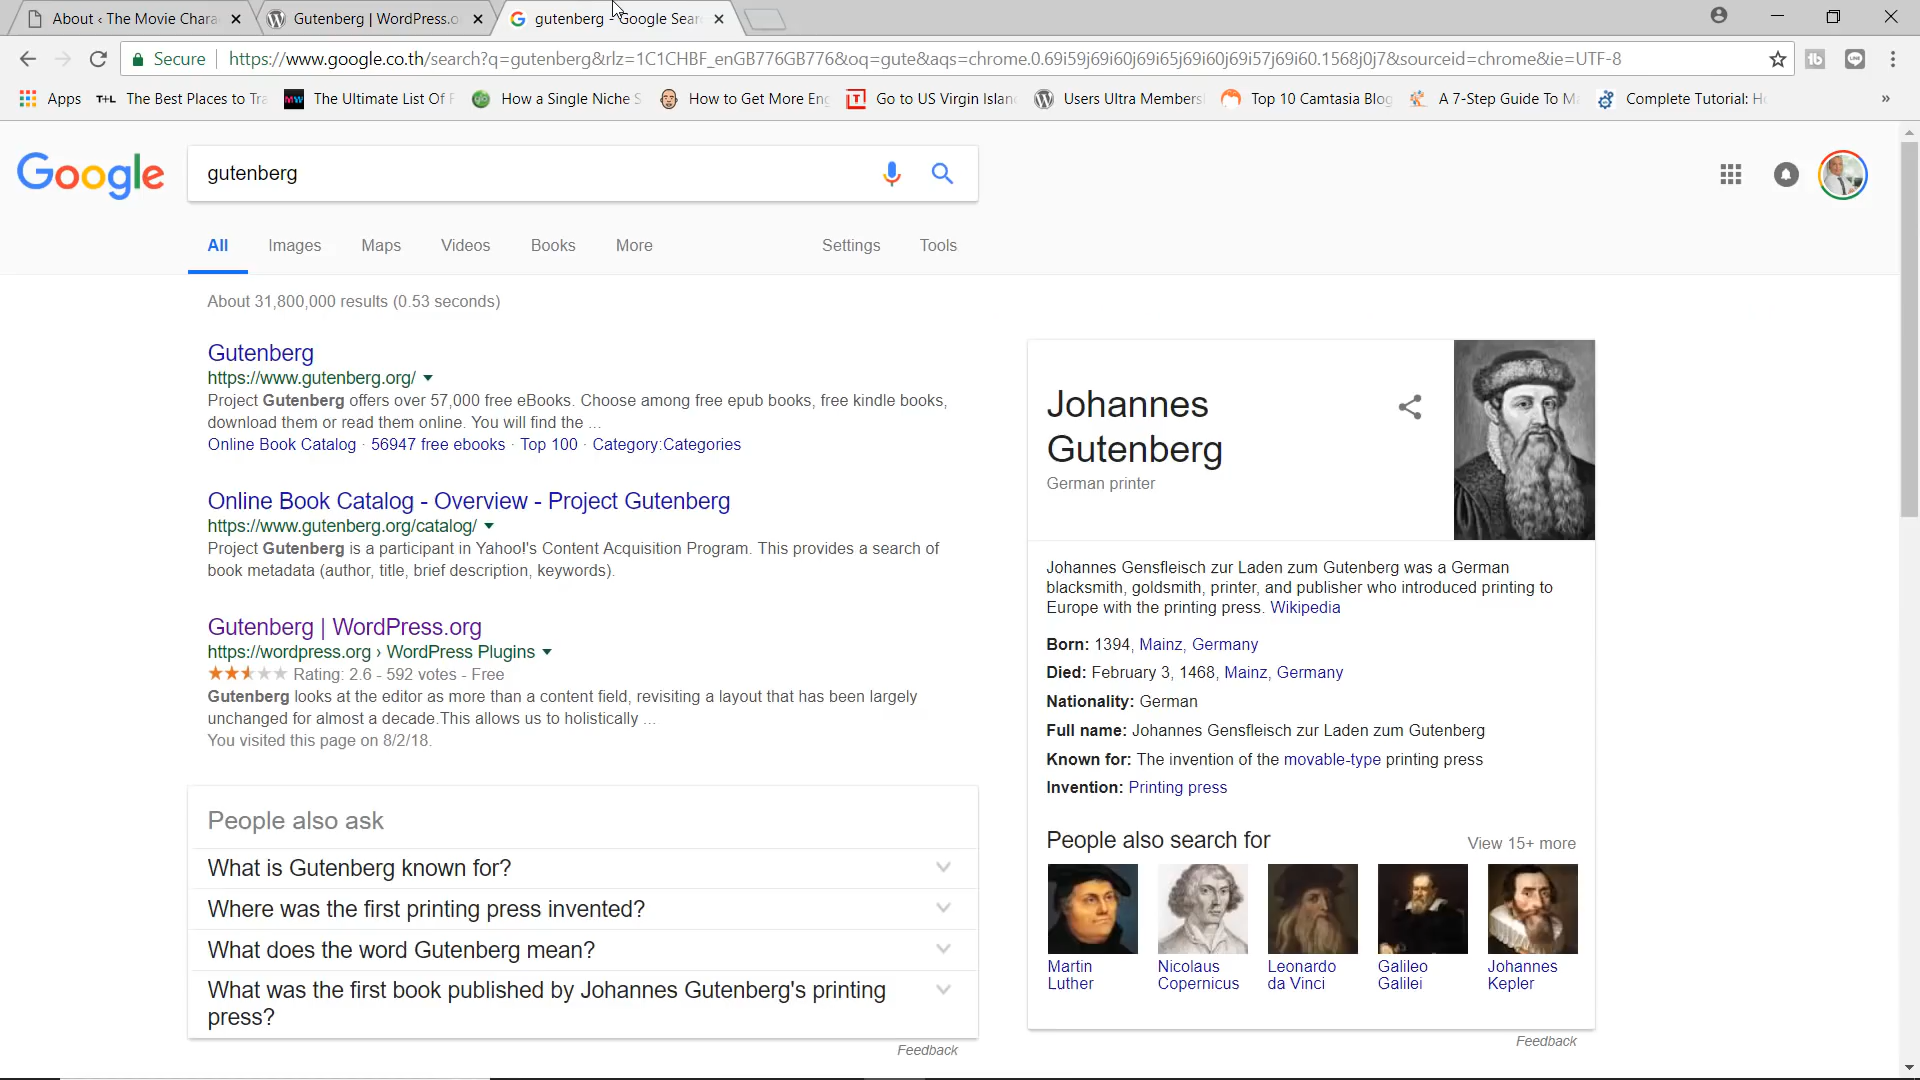 About ‹ The Movie Chara
Gutenberg | WordPress.o
gutenberg - Google Sear
Secure
https://www.google.co.th/search?q=gutenberg&rlz=1C1CHBF_enGB776GB776&oq=gute&aqs=chrome.0.69i59j69i60j69i65j69i60j69i57j69i60.1568j0j7&sourceid=chrome&ie=UTF-8
Apps
T+L The Best Places to Tra
MW The Ultimate List Of F
How a Single Niche S
How to Get More Eng
Go to US Virgin Islan
Users Ultra Members
Top 10 Camtasia Blog
A 7-Step Guide To Ma
Complete Tutorial: Ho
»
Google
gutenberg
All Images Maps Videos Books More Settings Tools
About 31,800,000 results (0.53 seconds)
Gutenberg
https://www.gutenberg.org/
Project Gutenberg offers over 57,000 free eBooks. Choose among free epub books, free kindle books,
download them or read them online. You will find the ...
Online Book Catalog · 56947 free ebooks · Top 100 · Category:Categories
Online Book Catalog - Overview - Project Gutenberg
https://www.gutenberg.org/catalog/
Project Gutenberg is a participant in Yahoo!'s Content Acquisition Program. This provides a search of
book metadata (author, title, brief description, keywords).
Gutenberg | WordPress.org
https://wordpress.org › WordPress Plugins
Rating: 2.6 - 592 votes - Free
Gutenberg looks at the editor as more than a content field, revisiting a layout that has been largely
unchanged for almost a decade.This allows us to holistically ...
You visited this page on 8/2/18.
People also ask
What is Gutenberg known for?
Where was the first printing press invented?
What does the word Gutenberg mean?
What was the first book published by Johannes Gutenberg's printing
press?
Feedback
Johannes
Gutenberg
German printer
Johannes Gensfleisch zur Laden zum Gutenberg was a German
blacksmith, goldsmith, printer, and publisher who introduced printing to
Europe with the printing press. Wikipedia
Born: 1394, Mainz, Germany
Died: February 3, 1468, Mainz, Germany
Nationality: German
Full name: Johannes Gensfleisch zur Laden zum Gutenberg
Known for: The invention of the movable-type printing press
Invention: Printing press
People also search for
View 15+ more
Martin
Luther
Nicolaus
Copernicus
Leonardo
da Vinci
Galileo
Galilei
Johannes
Kepler
Feedback